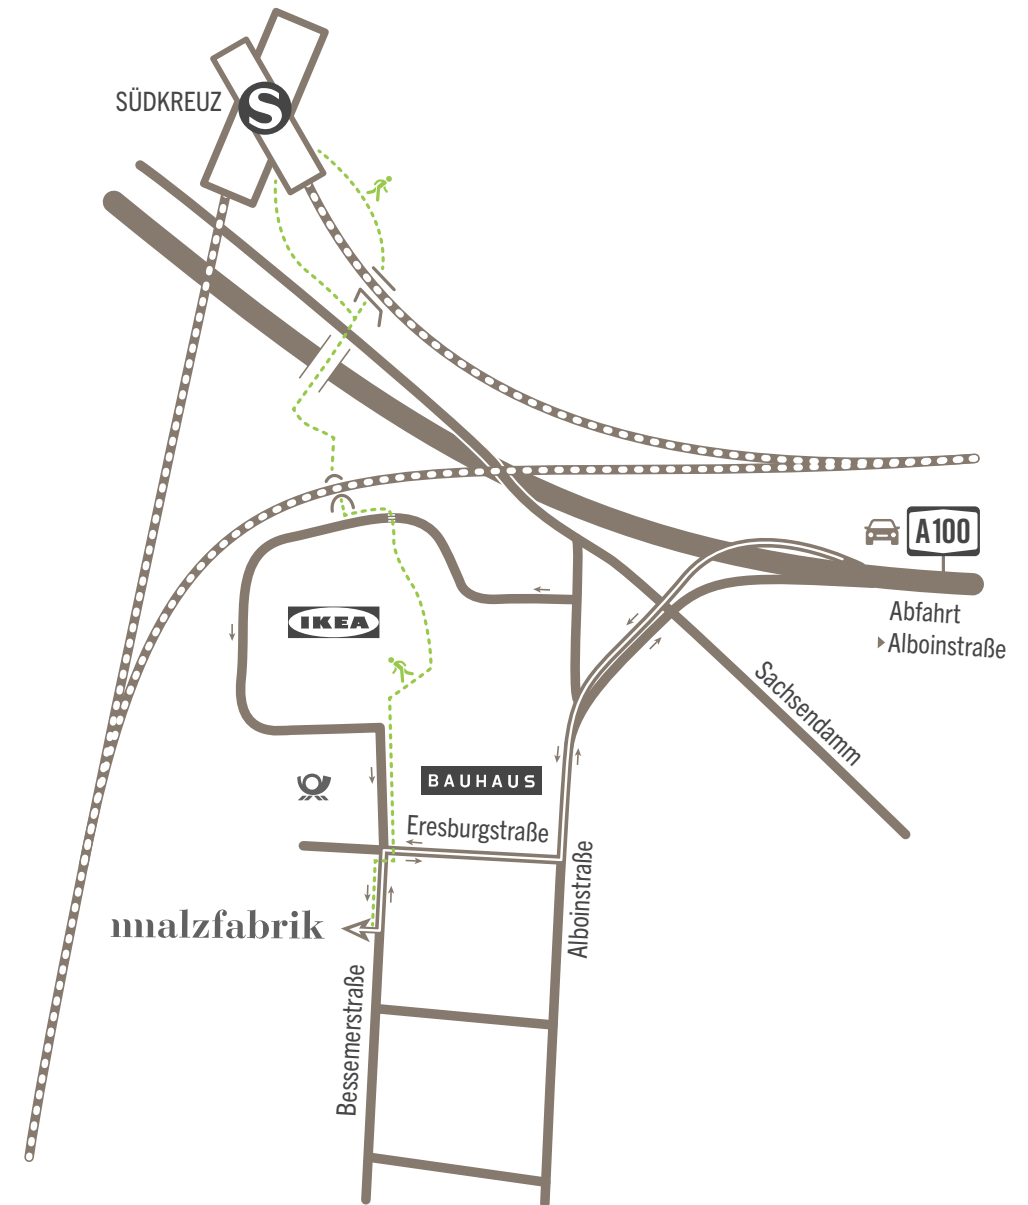 SÜDKREUZ
S
A100
Abfahrt
Alboinstraße
IKEA
Sachsendamm
BAUHAUS
Eresburgstraße
Alboinstraße
malzfabrik
Bessemerstraße